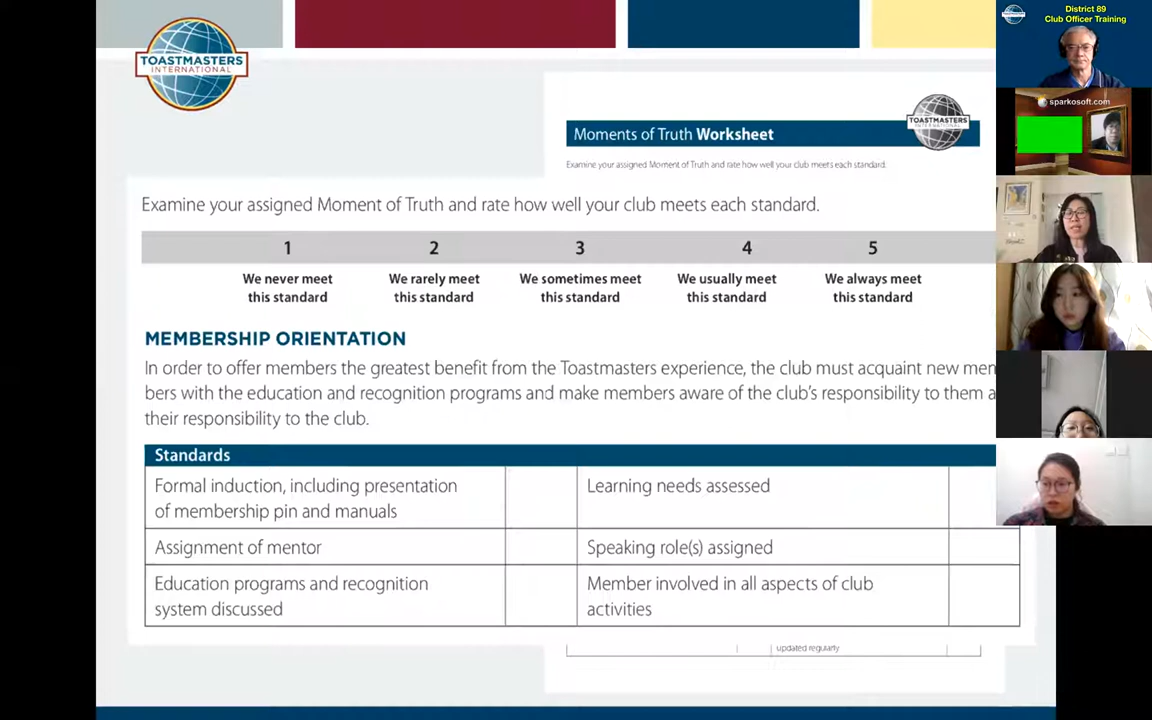 TOASTMASTERS
INTERNATIONAL
Moments of Truth Worksheet
TOASTMASTERS
INTERNATIONAL
Examine your assigned Moment of Truth and rate how well your club meets each standard.
Examine your assigned Moment of Truth and rate how well your club meets each standard.
1 2 3 4 5
We never meet We rarely meet We sometimes meet We usually meet We always meet
this standard this standard this standard this standard this standard
MEMBERSHIP ORIENTATION
In order to offer members the greatest benefit from the Toastmasters experience, the club must acquaint new mem
bers with the education and recognition programs and make members aware of the club's responsibility to them a
their responsibility to the club.
Standards
Formal induction, including presentation
of membership pin and manuals
Learning needs assessed
Assignment of mentor
Speaking role(s) assigned
Education programs and recognition
system discussed
Member involved in all aspects of club
activities
updated regularly
District 89
Club Officer Training
sparkosoft.com